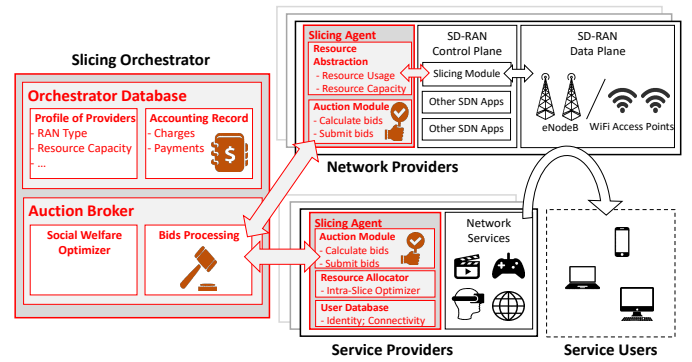 Slicing Orchestrator
Orchestrator Database
Profile of Providers
- RAN Type
- Resource Capacity
- ...
Accounting Record
- Charges
- Payments
$
Auction Broker
Social Welfare
Optimizer
Bids Processing
Slicing Agent
Resource
Abstraction
- Resource Usage
- Resource Capacity
Auction Module
- Calculate bids
- Submit bids
SD-RAN
Control Plane
Slicing Module
Other SDN Apps
Other SDN Apps
SD-RAN
Data Plane
eNodeB
WiFi Access Points
Network Providers
Slicing Agent
Auction Module
- Calculate bids
- Submit bids
Resource Allocator
- Intra-Slice Optimizer
User Database
- Identity; Connectivity
Network
Services
Service Providers
Service Users